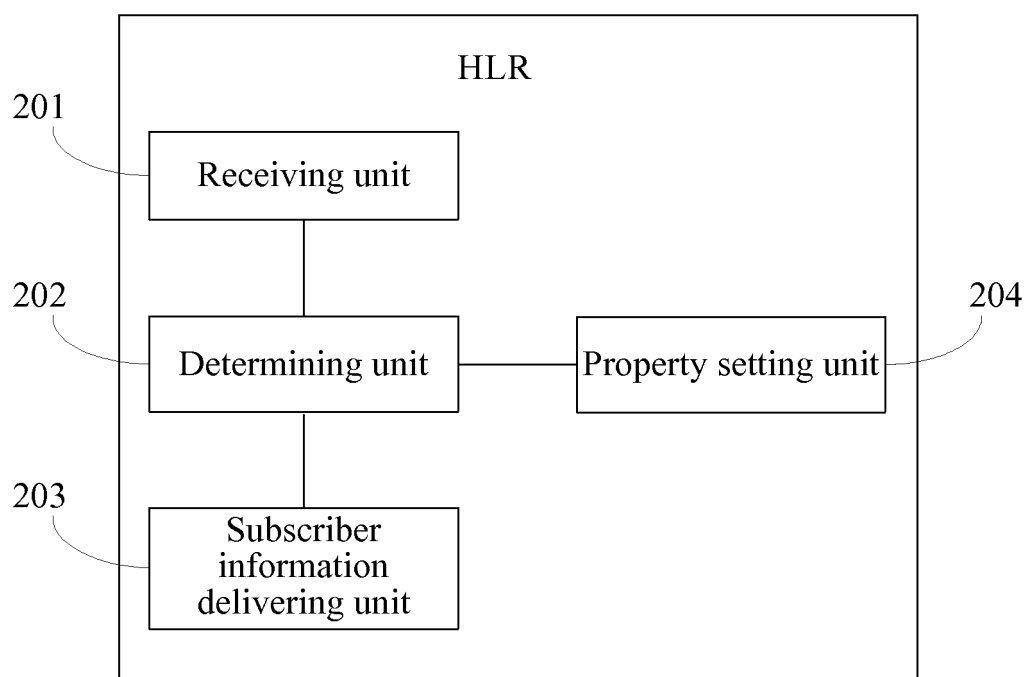 HLR
201
Receiving unit
202
204
Determining unit
Property setting unit
203
Subscriber
information
delivering unit